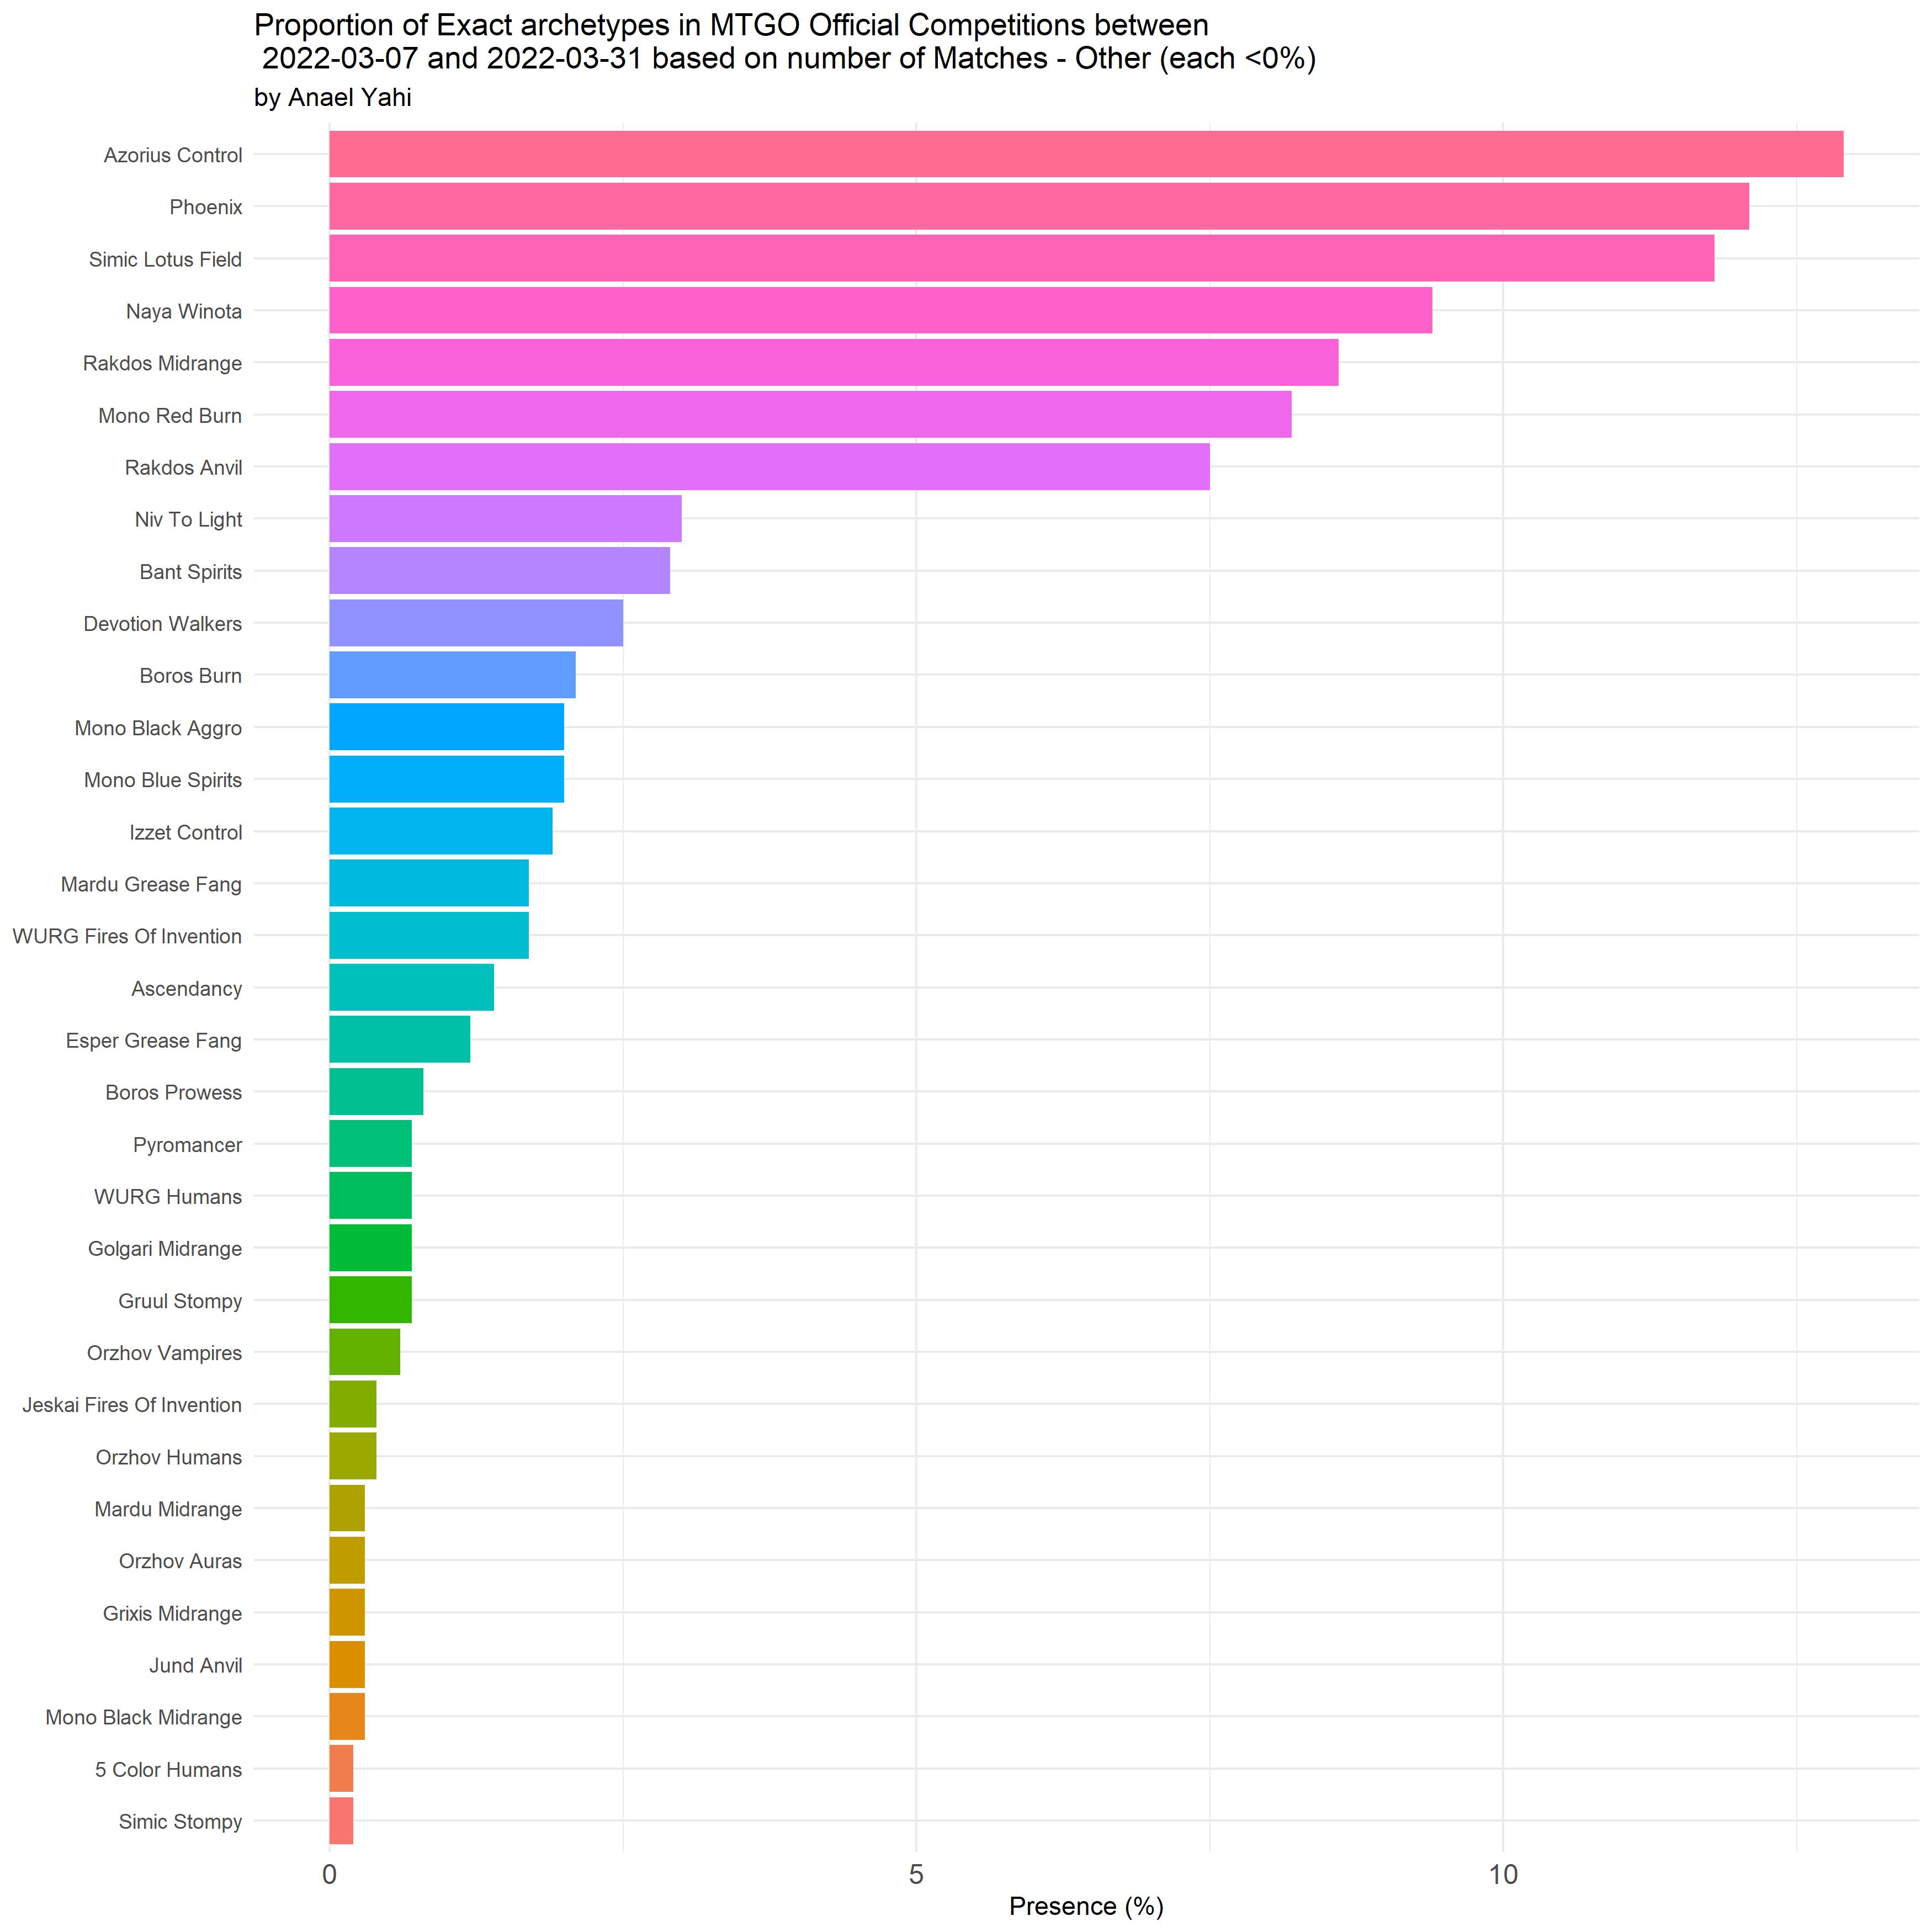 Proportion of Exact archetypes in MTGO Official Competitions between
2022-03-07 and 2022-03-31 based on number of Matches - Other (each <0%)
by Anael Yahi
Azorius Control
Phoenix
Simic Lotus Field
Naya Winota
Rakdos Midrange
Mono Red Burn
Rakdos Anvil
Niv To Light
Bant Spirits
Devotion Walkers
Boros Burn
Mono Black Aggro
Mono Blue Spirits
Izzet Control
Mardu Grease Fang
WURG Fires Of Invention
Ascendancy
Esper Grease Fang
Boros Prowess
Pyromancer
WURG Humans
Golgari Midrange
Gruul Stompy
Orzhov Vampires
Jeskai Fires Of Invention
Orzhov Humans
Mardu Midrange
Orzhov Auras
Grixis Midrange
Jund Anvil
Mono Black Midrange
5 Color Humans
Simic Stompy
0 5 10
Presence (%)